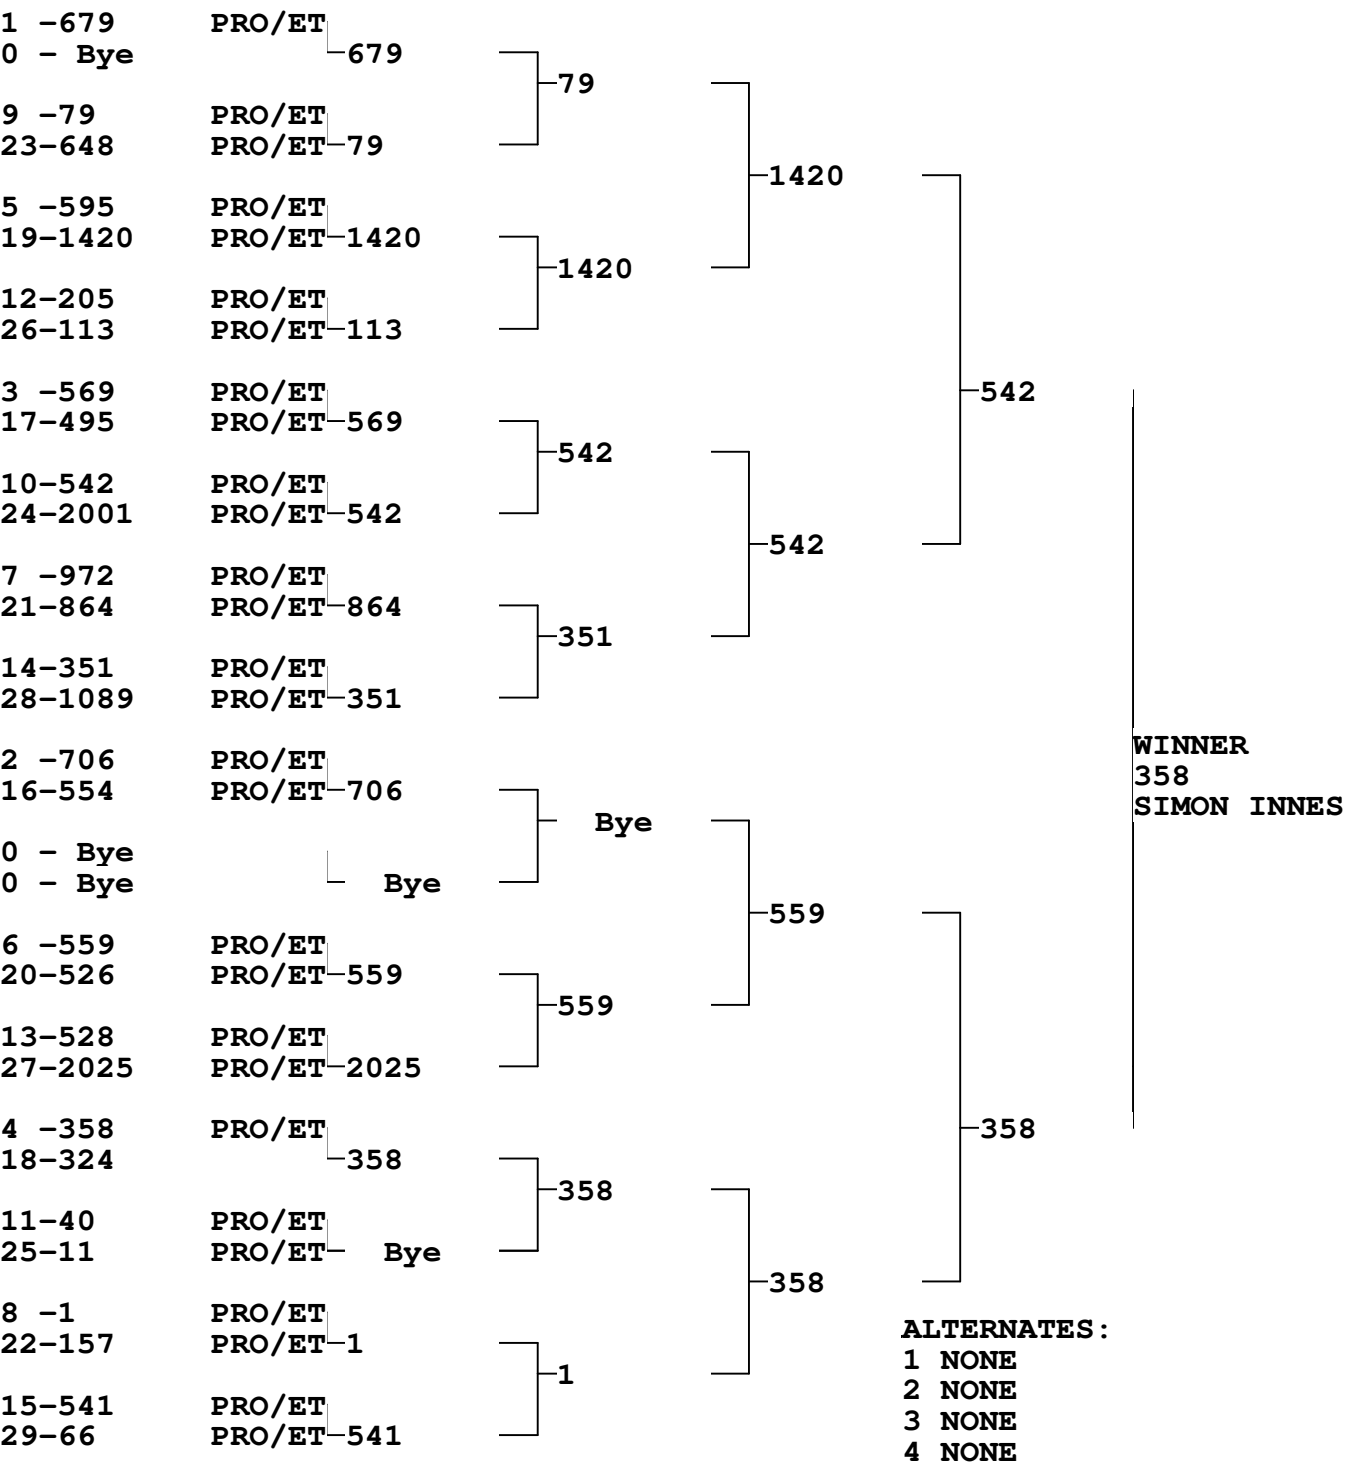 1 -679 PRO/ET
0 - Bye 679
79
9 -79 PRO/ET
23-648 PRO/ET 79
1420
5 -595 PRO/ET
19-1420 PRO/ET 1420
1420
12-205 PRO/ET
26-113 PRO/ET 113
542
3 -569 PRO/ET
17-495 PRO/ET 569
542
10-542 PRO/ET
24-2001 PRO/ET 542
542
7 -972 PRO/ET
21-864 PRO/ET 864
351
14-351 PRO/ET
28-1089 PRO/ET 351
WINNER
2 -706 PRO/ET
358
16-554 PRO/ET 706
SIMON INNES
Bye
0 - Bye
0 - Bye Bye
559
6 -559 PRO/ET
20-526 PRO/ET 559
559
13-528 PRO/ET
27-2025 PRO/ET 2025
4 -358 PRO/ET 358
18-324 358
358
11-40 PRO/ET
25-11 PRO/ET Bye
358
8 -1 PRO/ET
ALTERNATES:
22-157 PRO/ET 1
1 NONE
1
2 NONE
15-541 PRO/ET
3 NONE
29-66 PRO/ET 541
4 NONE